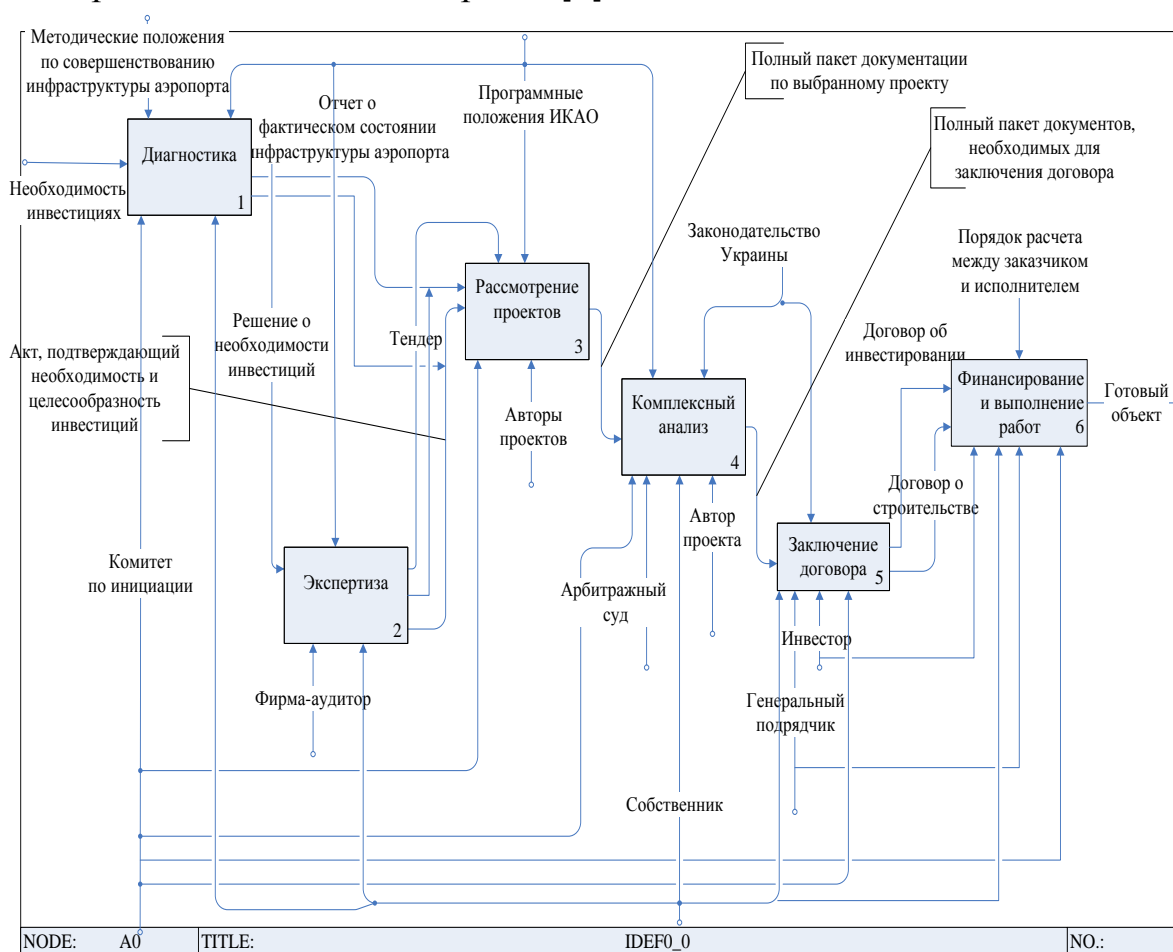 Методические положения
по совершенствованию
инфраструктуры аэропорта
Диагностика
1
Необходимость
инвестициях
Отчет о
фактическом состоянии
инфраструктуры аэропорта
Программные
положения ИКАО
Полный пакет документации
по выбранному проекту
Полный пакет документов,
необходимых для
заключения договора
Законодательство
Украины
Порядок расчета
между заказчиком
и исполнителем
Рассмотрение
проектов
3
Решение о
необходимости
инвестиций
Тендер
Акт, подтверждающий
необходимость и
целесообразность
инвестиций
Авторы
проектов
Комплексный
анализ
4
Договор об
инвестировании
Финансирование
и выполнение
работ
6
Готовый
объект
Договор о
строительстве
Автор
проекта
Заключение
договора
5
Комитет
по инициации
Экспертиза
2
Арбитражный
суд
Инвестор
Фирма-аудитор
Генеральный
подрядчик
Собственник
NODE: A0 TITLE: IDEF0_0 NO.: